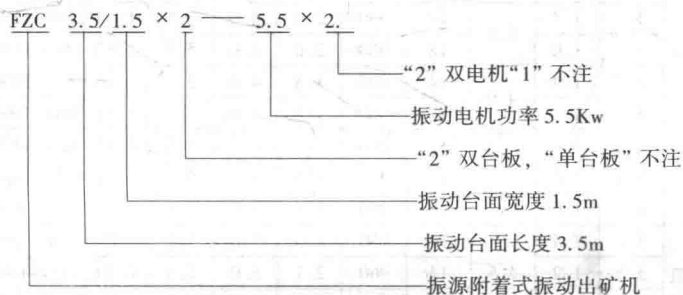 FZC 3.5/1.5 × 2 — 5.5 × 2.
“2”双电机“1”不注
振动电机功率 5.5Kw
“2”双台板，“单台板”不注
振动台面宽度 1.5m
振动台面长度 3.5m
振源附着式振动出矿机